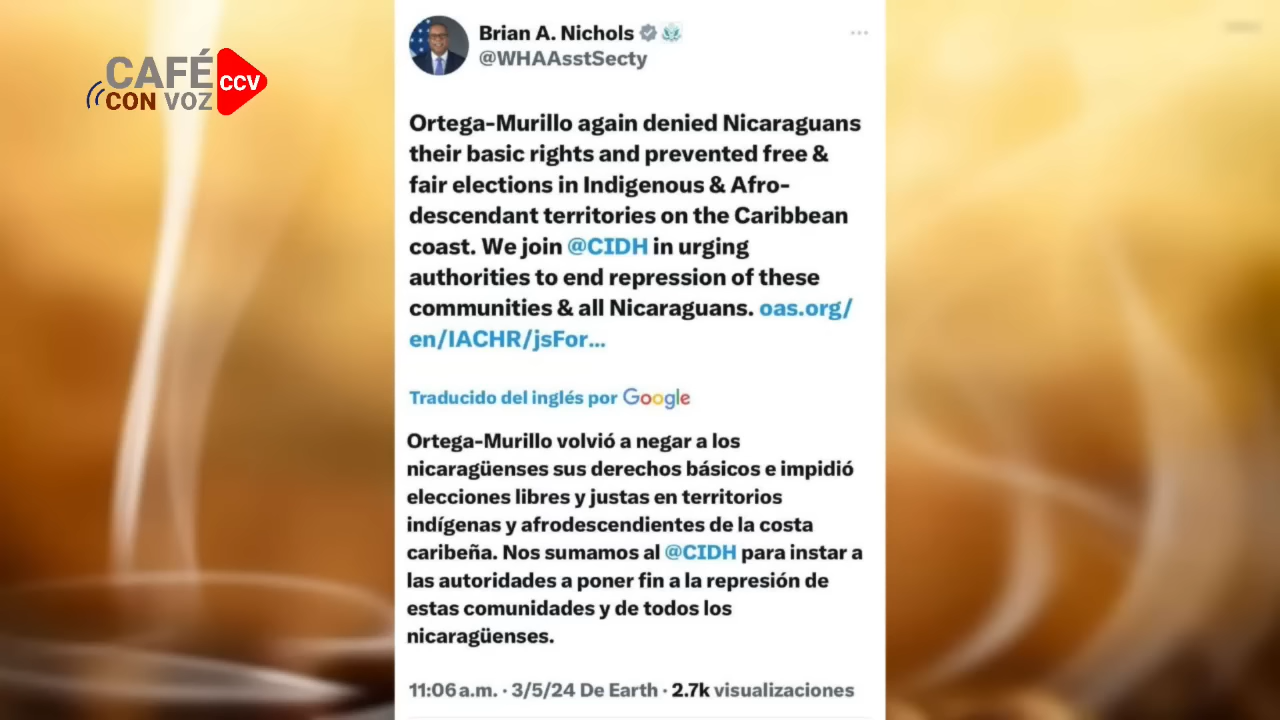 CAFÉ
CON VOZ
CCV
Brian A. Nichols
@WHAAsstSecty
Ortega-Murillo again denied Nicaraguans
their basic rights and prevented free &
fair elections in Indigenous & Afro-
descendant territories on the Caribbean
coast. We join @CIDH in urging
authorities to end repression of these
communities & all Nicaraguans. oas.org/
en/IACHR/jsFor...
Traducido del inglés por Google
Ortega-Murillo volvió a negar a los
nicaragüenses sus derechos básicos e impidió
elecciones libres y justas en territorios
indígenas y afrodescendientes de la costa
caribeña. Nos sumamos al @CIDH para instar a
las autoridades a poner fin a la represión de
estas comunidades y de todos los
nicaragüenses.
11:06 a.m. · 3/5/24 De Earth · 2.7k visualizaciones